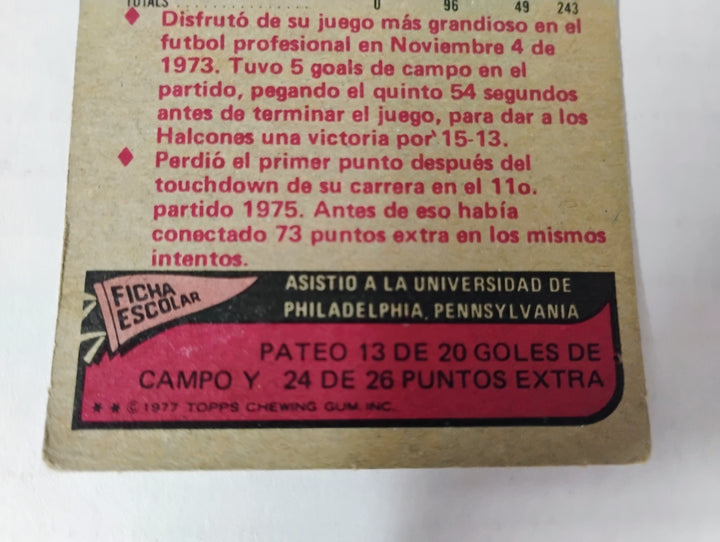 TOTALS .................... 0 96 49 243
♦ Disfrutó de su juego más grandioso en el
futbol profesional en Noviembre 4 de
1973. Tuvo 5 goals de campo en el
partido, pegando el quinto 54 segundos
antes de terminar el juego, para dar a los
Halcones una victoria por 15-13.
♦ Perdió el primer punto después del
touchdown de su carrera en el 11o.
partido 1975. Antes de eso había
conectado 73 puntos extra en los mismos
intentos.
FICHA
ESCOLAR
ASISTIO A LA UNIVERSIDAD DE
PHILADELPHIA, PENNSYLVANIA
PATEO 13 DE 20 GOLES DE
CAMPO Y 24 DE 26 PUNTOS EXTRA
* * © 1977 TOPPS CHEWING GUM, INC.